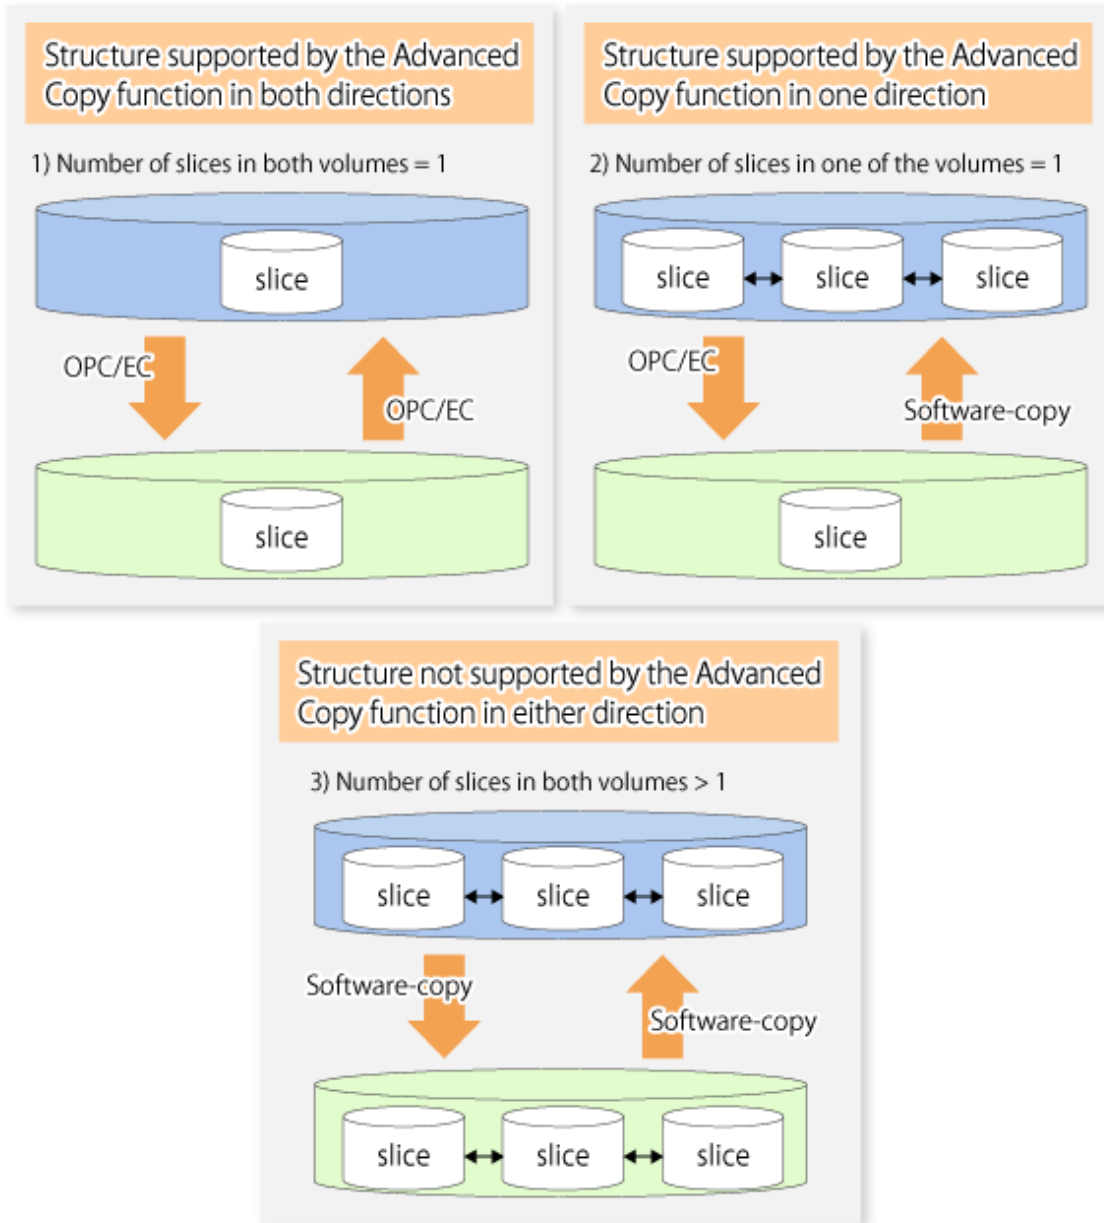 Structure supported by the Advanced
Copy function in both directions
1) Number of slices in both volumes = 1
slice
OPC/EC
OPC/EC
slice
Structure supported by the Advanced
Copy function in one direction
2) Number of slices in one of the volumes = 1
slice
slice
slice
OPC/EC
Software-copy
slice
Structure not supported by the Advanced
Copy function in either direction
3) Number of slices in both volumes > 1
slice
slice
slice
Software-copy
Software-copy
slice
slice
slice